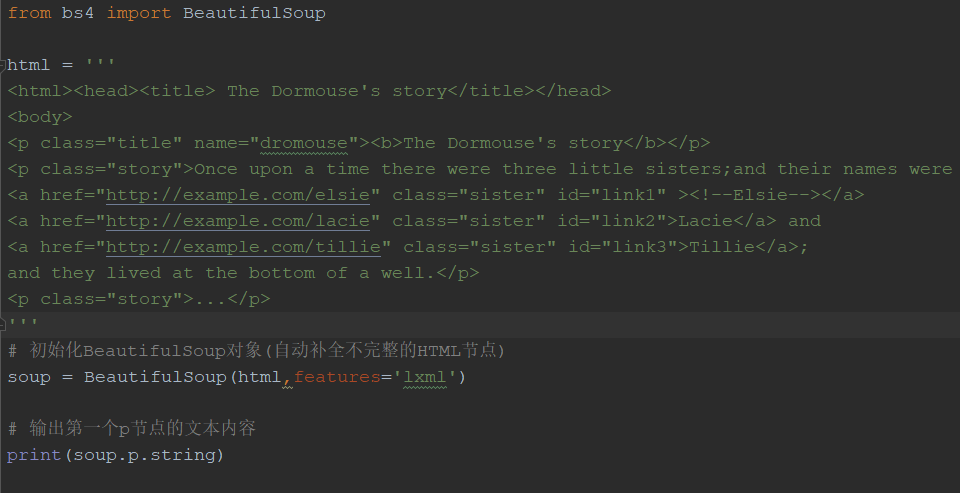 from bs4 import BeautifulSoup
html = '''
<html><head><title> The Dormouse's story</title></head>
<body>
<p class="title" name="dromouse"><b>The Dormouse's story</b></p>
<p class="story">Once upon a time there were three little sisters;and their names were
<a href="http://example.com/elsie" class="sister" id="link1" ><!--Elsie--></a>
<a href="http://example.com/lacie" class="sister" id="link2">Lacie</a> and
<a href="http://example.com/tillie" class="sister" id="link3">Tillie</a>;
and they lived at the bottom of a well.</p>
<p class="story">...</p>
'''
# 初始化BeautifulSoup对象(自动补全不完整的HTML节点)
soup = BeautifulSoup(html,features='lxml')
# 输出第一个p节点的文本内容
print(soup.p.string)